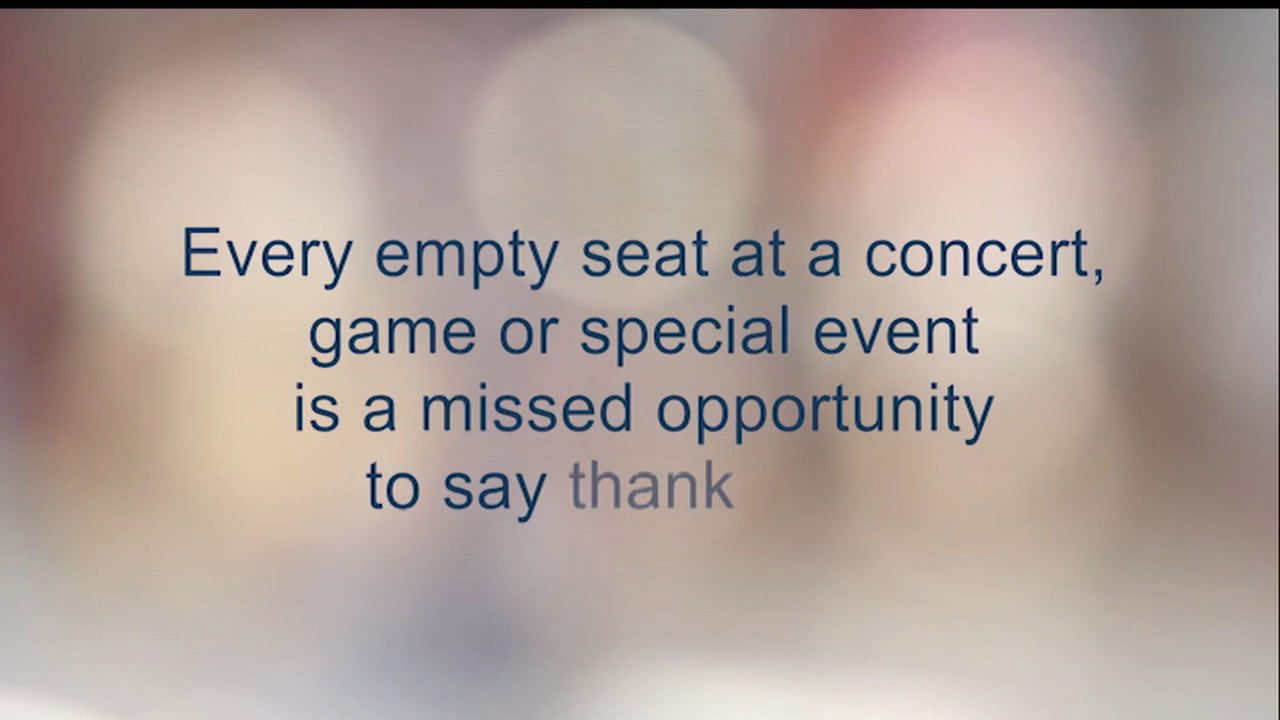 Every empty seat at a concert,
game or special event
is a missed opportunity
to say thank